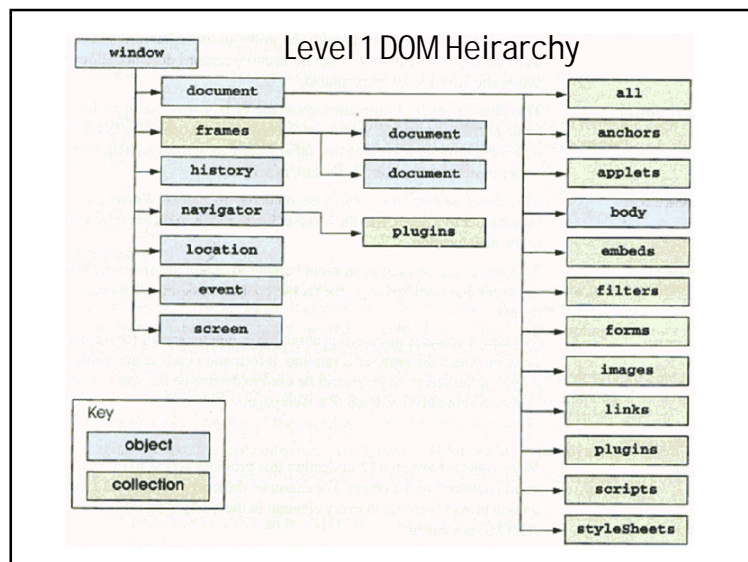 Level 1 DOM Heirarchy
window
document
frames
history
navigator
location
event
screen
document
document
plugins
all
anchors
applets
body
embeds
filters
forms
images
links
plugins
scripts
styleSheets
Key
object
collection